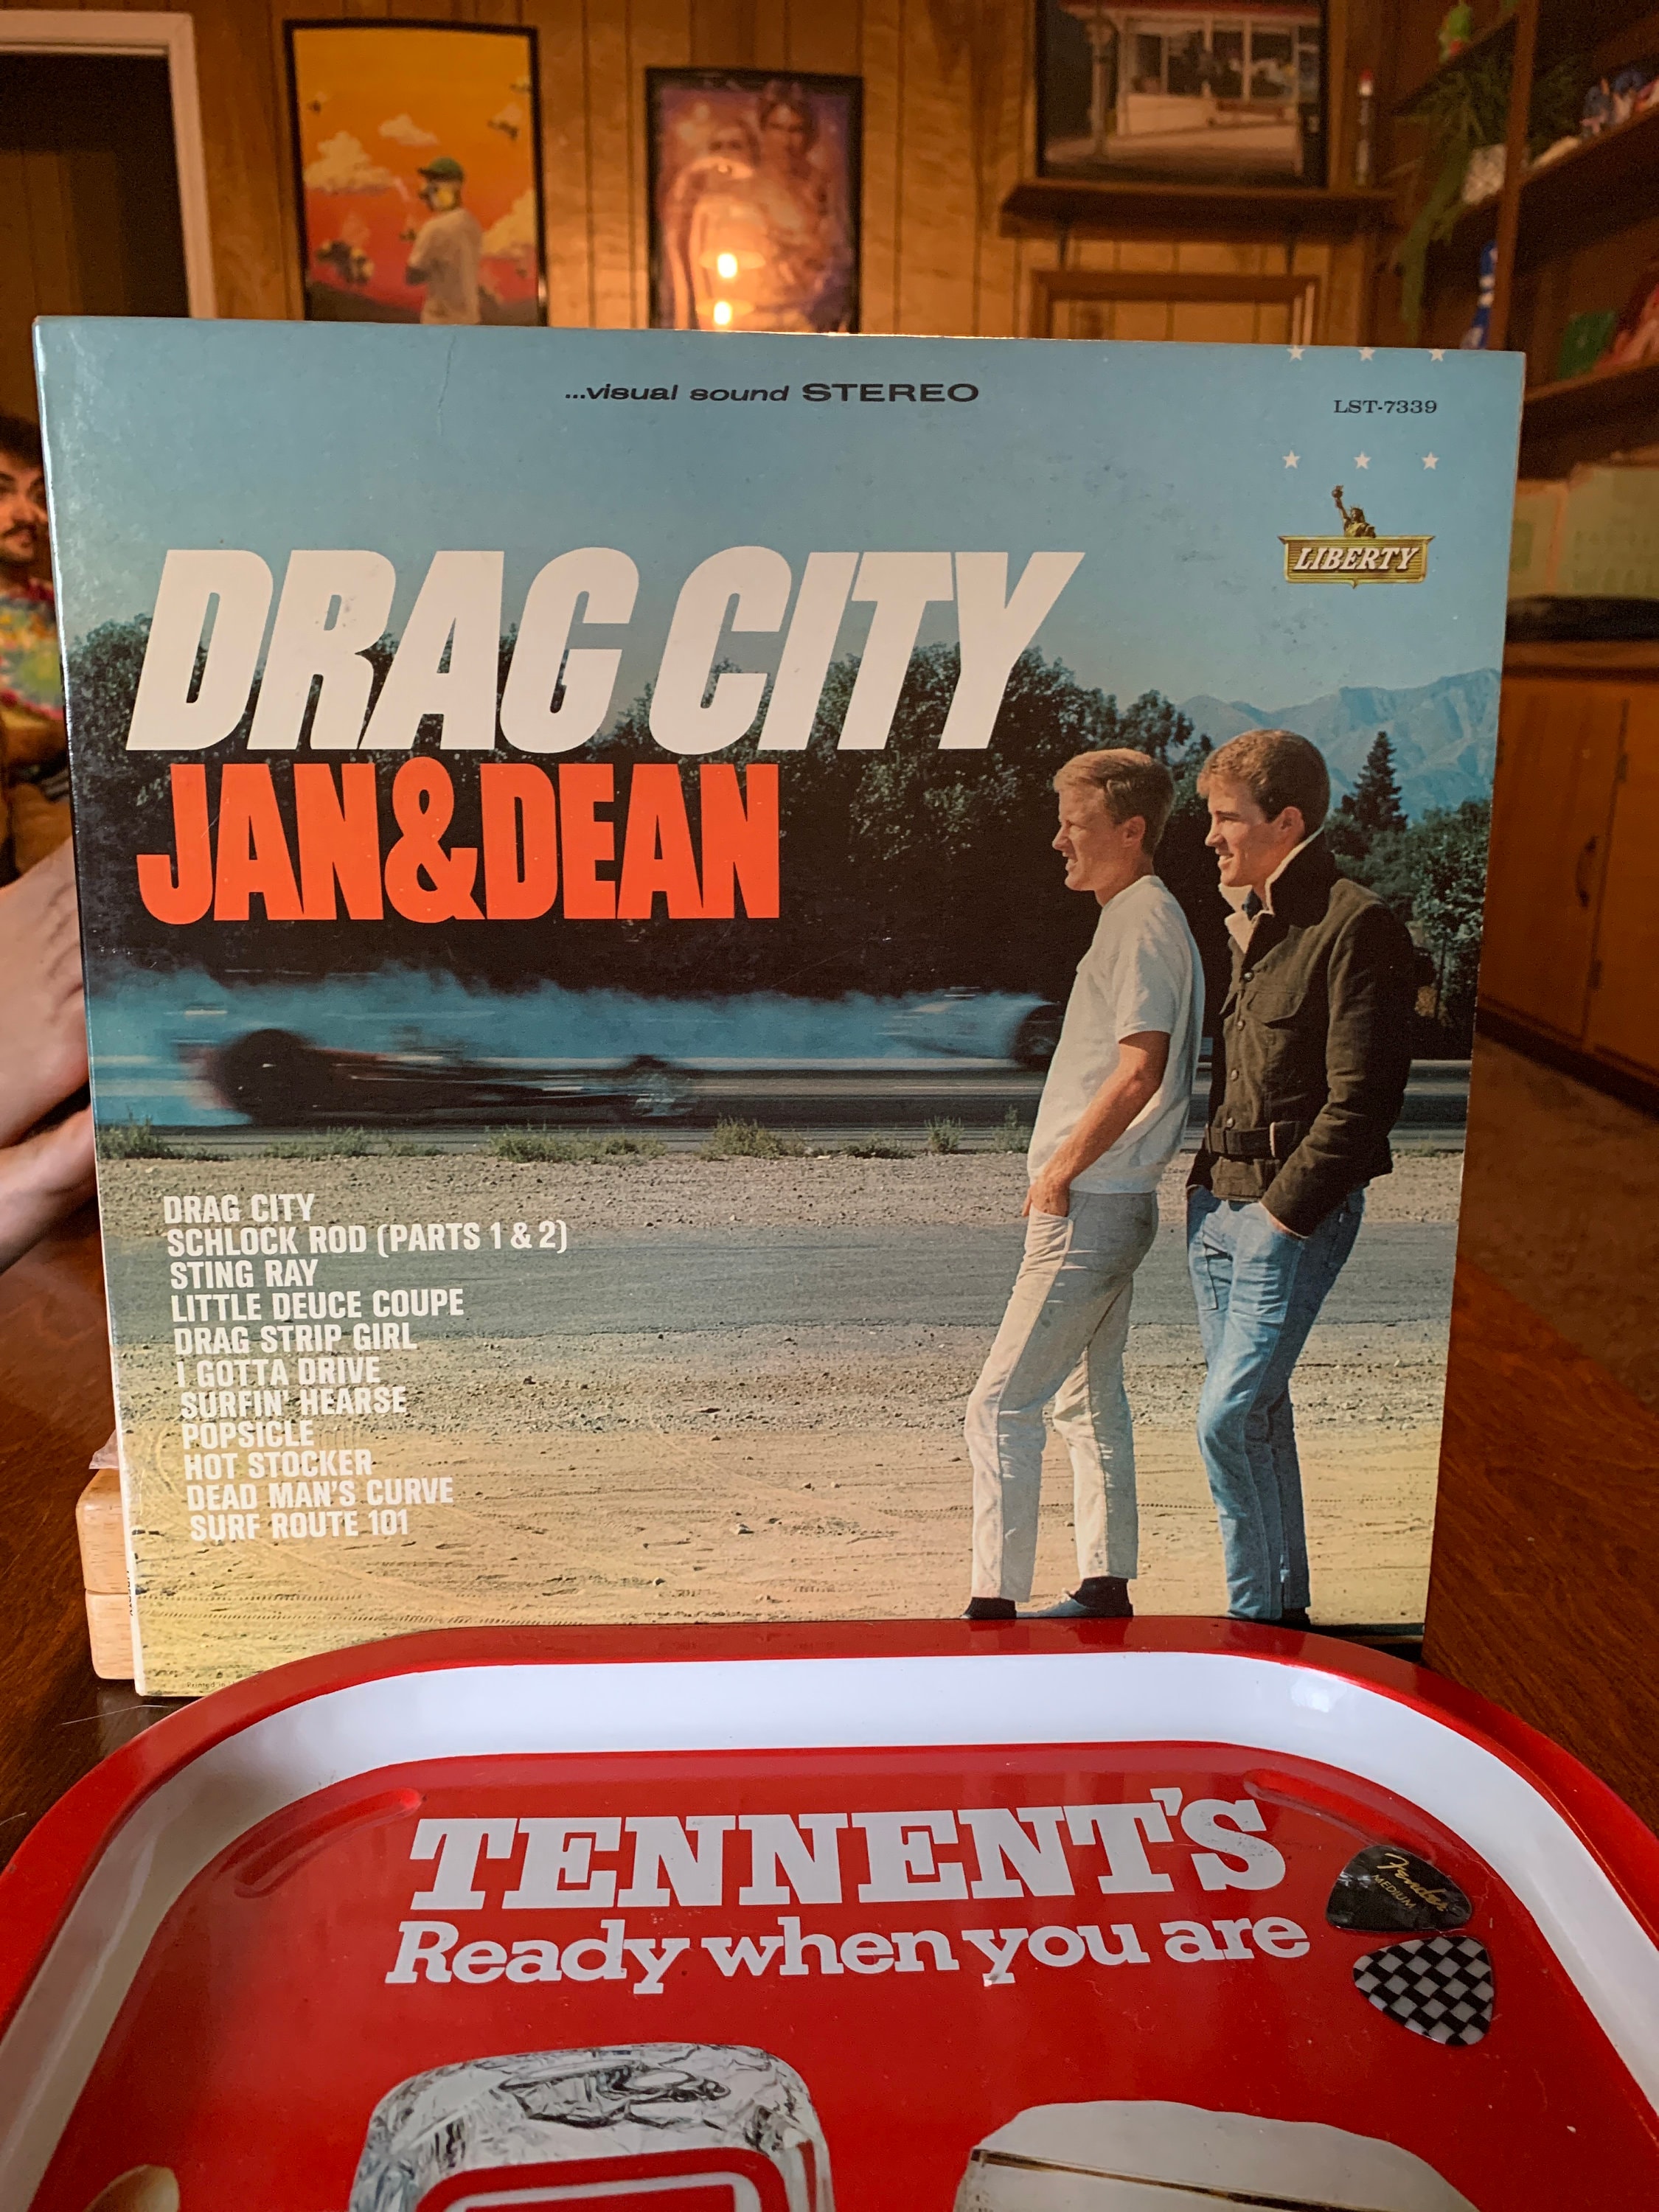 ...visual sound STEREO
LST-7339
LIBERTY
DRAG CITY
JAN&DEAN
DRAG CITY
SCHLOCK ROD (PARTS 1 & 2)
STING RAY
LITTLE DEUCE COUPE
DRAG STRIP GIRL
I GOTTA DRIVE
SURFIN' HEARSE
POPSICLE
HOT STOCKER
DEAD MAN'S CURVE
SURF ROUTE 101
TENNENT'S
Ready when you are
Fender
MEDIUM